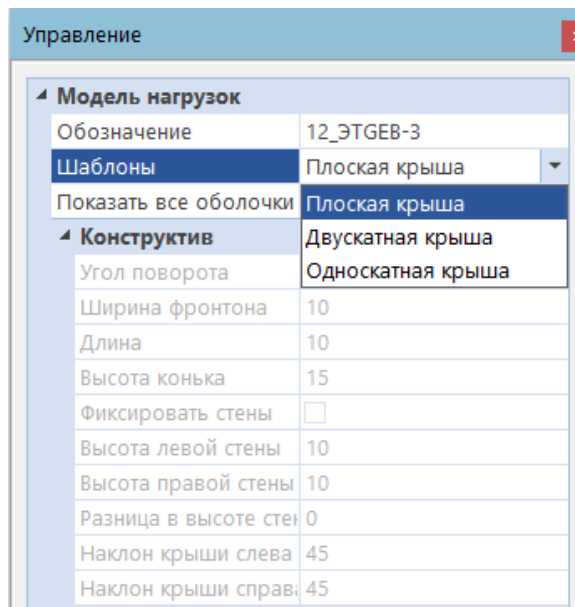 Управление
Модель нагрузок
Обозначение 12_ЭТGEB-3
Шаблоны Плоская крыша
Показать все оболочки Плоская крыша
Двускатная крыша
Конструктив
Односкатная крыша
Угол поворота
Ширина фронтона 10
Длина 10
Высота конька 15
Фиксировать стены
Высота левой стены 10
Высота правой стены 10
Разница в высоте 0
Наклон крыши слева 45
Наклон крыши 45